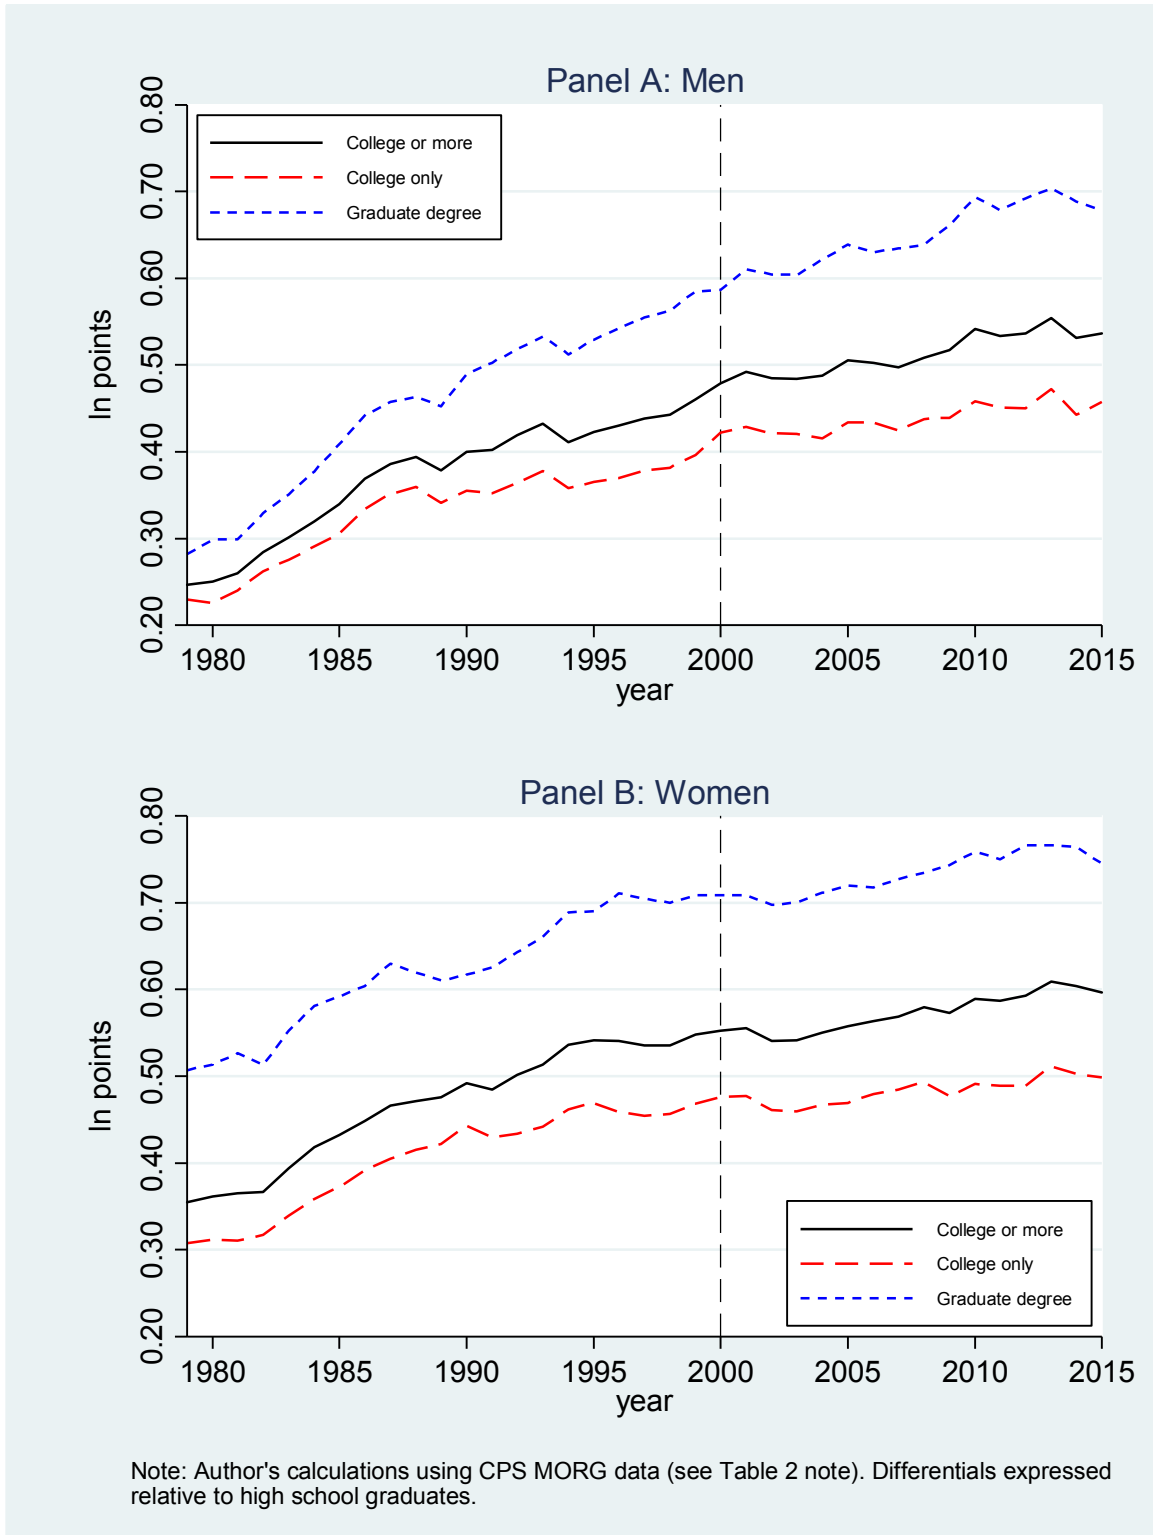 Panel A: Men
0.80
0.70
0.60
0.50
0.40
0.30
0.20
ln points
College or more
College only
Graduate degree
1980 1985 1990 1995 2000 2005 2010 2015
year
Panel B: Women
0.80
0.70
0.60
0.50
0.40
0.30
0.20
ln points
College or more
College only
Graduate degree
1980 1985 1990 1995 2000 2005 2010 2015
year
Note: Author's calculations using CPS MORG data (see Table 2 note). Differentials expressed
relative to high school graduates.